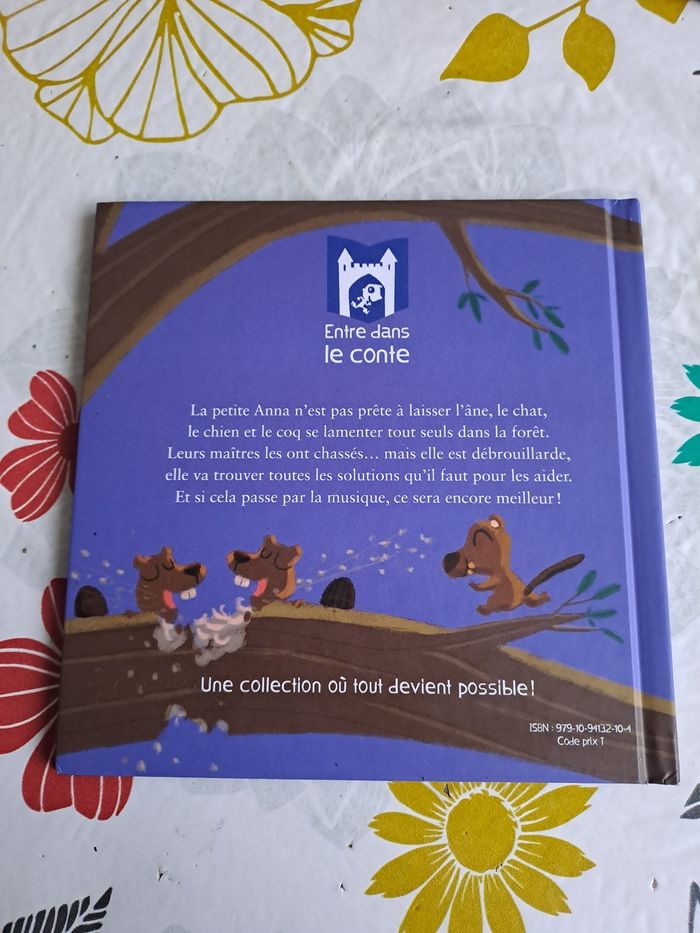 Entre dans
le conte
La petite Anna n'est pas prête à laisser l'âne, le chat,
le chien et le coq se lamenter tout seuls dans la forêt.
Leurs maîtres les ont chassés... mais elle est débrouillarde,
elle va trouver toutes les solutions qu'il faut pour les aider.
Et si cela passe par la musique, ce sera encore meilleur !
Une collection où tout devient possible !
ISBN : 979-10-94132-10-4
Code prix T